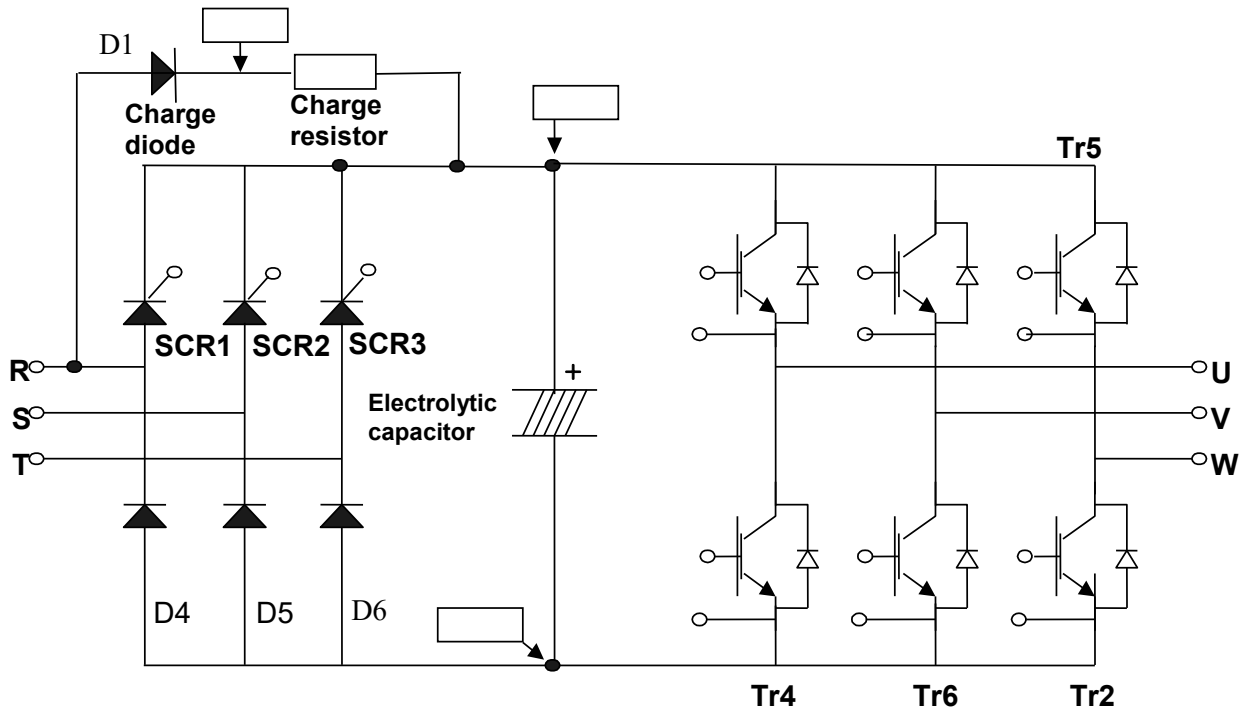 D1
Charge
diode
Charge
resistor
Tr5
SCR1
SCR2
SCR3
R
S
T
+
Electrolytic
capacitor
U
V
W
D4
D5
D6
Tr4
Tr6
Tr2